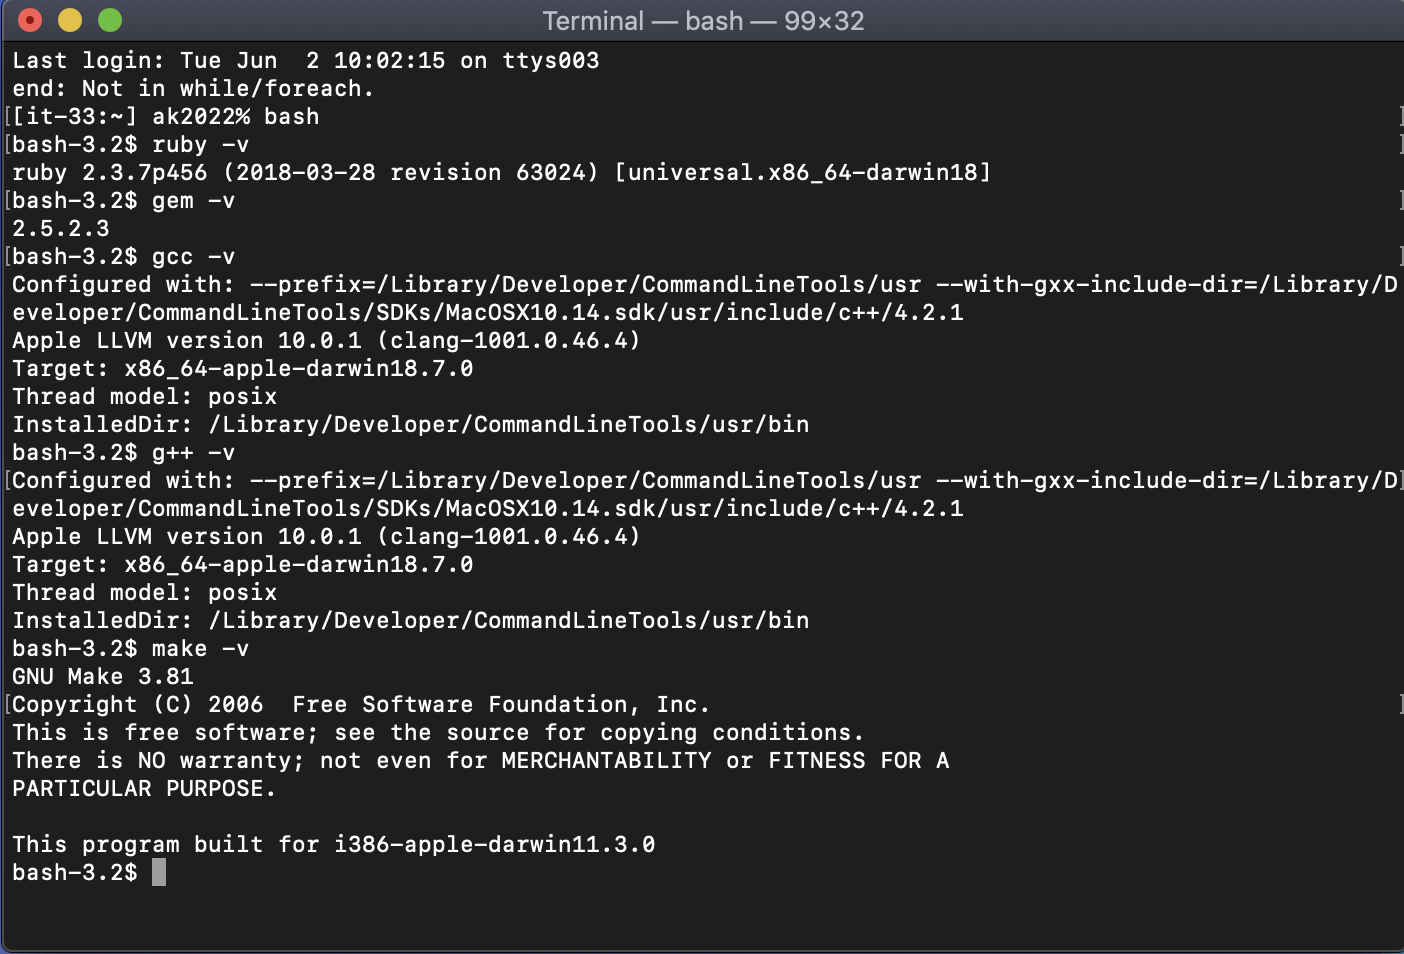 Terminal — bash — 99×32
Last login: Tue Jun  2 10:02:15 on ttys003
end: Not in while/foreach.
[[it-33:~] ak2022% bash ]
[bash-3.2$ ruby -v ]
ruby 2.3.7p456 (2018-03-28 revision 63024) [universal.x86_64-darwin18]
[bash-3.2$ gem -v ]
2.5.2.3
[bash-3.2$ gcc -v ]
Configured with: --prefix=/Library/Developer/CommandLineTools/usr --with-gxx-include-dir=/Library/D
eveloper/CommandLineTools/SDKs/MacOSX10.14.sdk/usr/include/c++/4.2.1
Apple LLVM version 10.0.1 (clang-1001.0.46.4)
Target: x86_64-apple-darwin18.7.0
Thread model: posix
InstalledDir: /Library/Developer/CommandLineTools/usr/bin
bash-3.2$ g++ -v
[Configured with: --prefix=/Library/Developer/CommandLineTools/usr --with-gxx-include-dir=/Library/D]
eveloper/CommandLineTools/SDKs/MacOSX10.14.sdk/usr/include/c++/4.2.1
Apple LLVM version 10.0.1 (clang-1001.0.46.4)
Target: x86_64-apple-darwin18.7.0
Thread model: posix
InstalledDir: /Library/Developer/CommandLineTools/usr/bin
bash-3.2$ make -v
GNU Make 3.81
[Copyright (C) 2006  Free Software Foundation, Inc. ]
This is free software; see the source for copying conditions.
There is NO warranty; not even for MERCHANTABILITY or FITNESS FOR A
PARTICULAR PURPOSE.
This program built for i386-apple-darwin11.3.0
bash-3.2$